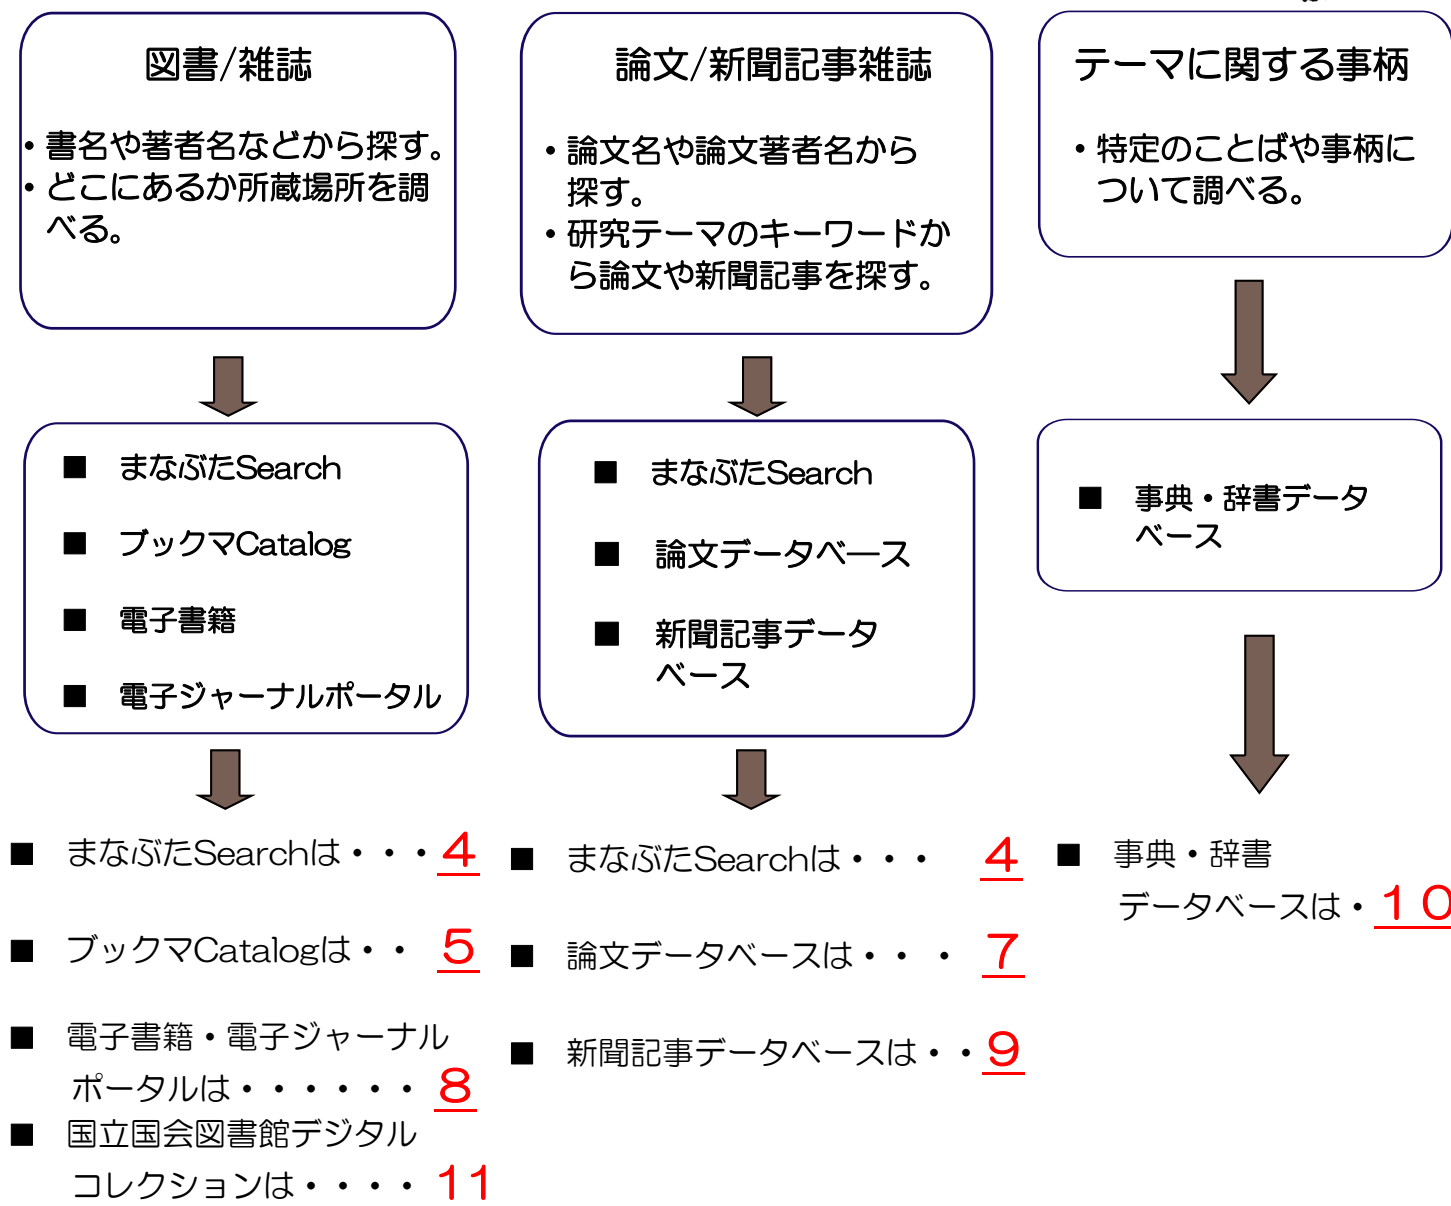 図書/雑誌
・書名や著者名などから探す。
・どこにあるか所蔵場所を調
べる。
■ まなぶたSearch
■ ブックマCatalog
■ 電子書籍
■ 電子ジャーナルポータル
■ まなぶたSearchは・・・4
■ ブックマCatalogは・・ 5
■ 電子書籍・電子ジャーナル
ポータルは・・・・・・ 8
■ 国立国会図書館デジタル
コレクションは・・・・ 11
論文/新聞記事雑誌
・論文名や論文著者名から
探す。
・研究テーマのキーワードか
ら論文や新聞記事を探す。
■ まなぶたSearch
■ 論文データベース
■ 新聞記事データ
ベース
■ まなぶたSearchは・・・ 4
■ 論文データベースは・・・ 7
■ 新聞記事データベースは・・9
テーマに関する事柄
・特定のことばや事柄に
ついて調べる。
■ 事典・辞書データ
ベース
■ 事典・辞書
データベースは・10